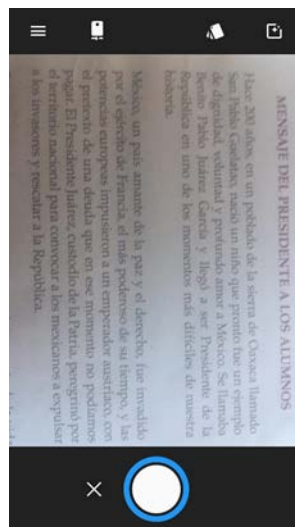 MENSAJE DEL PRESIDENTE A LOS ALUMNOS
Hace 200 años, en un poblado de la sierra de Oaxaca llamado
San Pablo Guelatao, nació un niño que pronto fue un ejemplo
de dignidad, voluntad y profundo amor a México. Se llamaba
Benito Pablo Juárez García y llegó a ser Presidente de la
República en uno de los momentos más difíciles de nuestra
historia.
México, un país amante de la paz y el derecho, fue invadido
por el ejército de Francia, el más poderoso de su tiempo, y las
potencias europeas impusieron a un emperador austriaco, con
el pretexto de una deuda que en ese momento no podíamos
pagar. El Presidente Juárez, custodio de la Patria, peregrinó por
el territorio nacional para convocar a los mexicanos a expulsar
a los invasores y rescatar a la República.